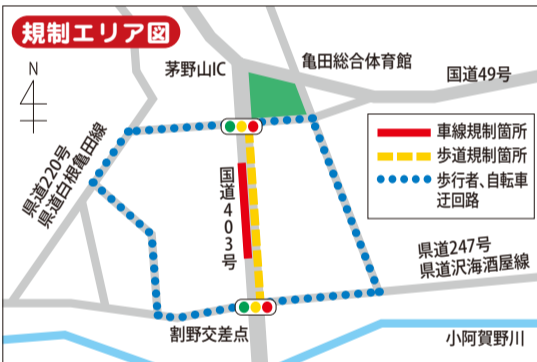 規制エリア図
N
茅野山IC
亀田総合体育館
国道49号
車線規制箇所
歩道規制箇所
歩行者、自転車
迂回路
県道220号
県道白根亀田線
国道403号
県道247号
県道沢海酒屋線
割野交差点
小阿賀野川